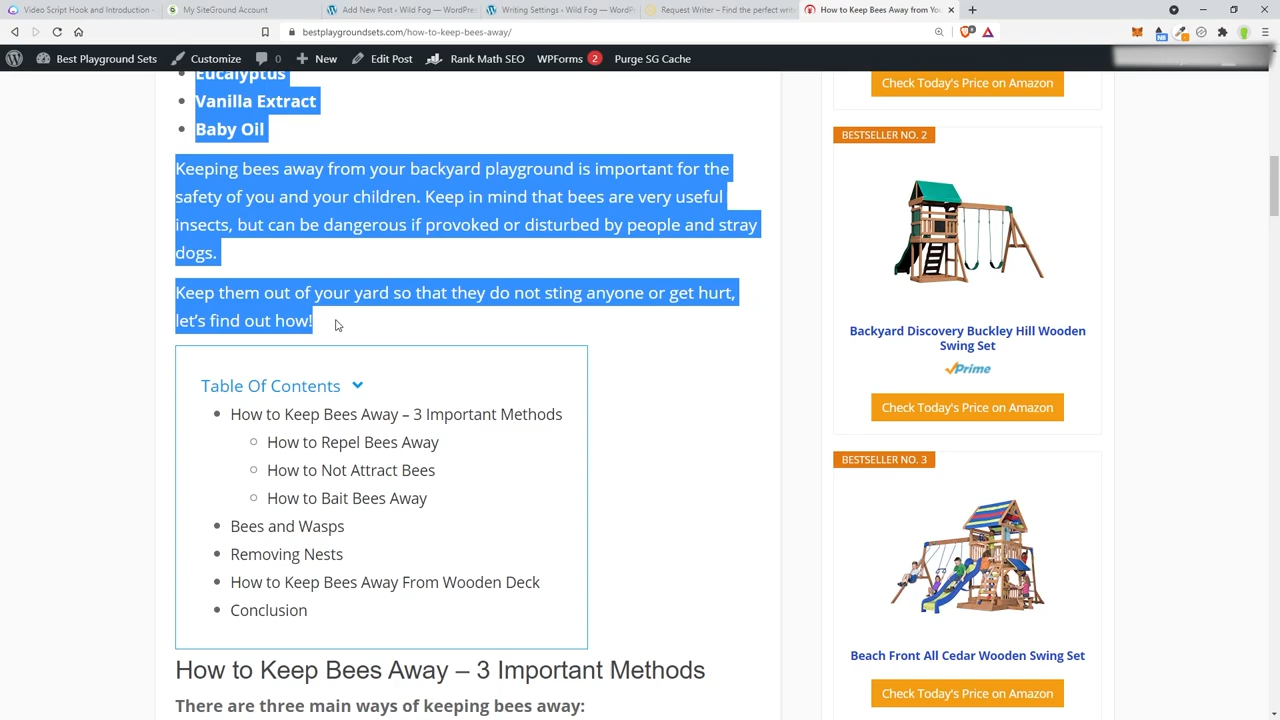 Video Script Hook and Introduction -
My SiteGround Account
Add New Post ‹ Wild Fog — WordPres
Writing Settings ‹ Wild Fog — WordP
Request Writer – Find the perfect write
How to Keep Bees Away from You
bestplaygroundsets.com/how-to-keep-bees-away/
Best Playground Sets
Customize
0
New
Edit Post
Rank Math SEO
WPForms
2
Purge SG Cache
Eucalyptus
Vanilla Extract
Baby Oil
Keeping bees away from your backyard playground is important for the
safety of you and your children. Keep in mind that bees are very useful
insects, but can be dangerous if provoked or disturbed by people and stray
dogs.
Keep them out of your yard so that they do not sting anyone or get hurt,
let's find out how!
Table Of Contents
How to Keep Bees Away – 3 Important Methods
How to Repel Bees Away
How to Not Attract Bees
How to Bait Bees Away
Bees and Wasps
Removing Nests
How to Keep Bees Away From Wooden Deck
Conclusion
How to Keep Bees Away – 3 Important Methods
There are three main ways of keeping bees away:
Check Today's Price on Amazon
BESTSELLER NO. 2
Backyard Discovery Buckley Hill Wooden
Swing Set
Prime
Check Today's Price on Amazon
BESTSELLER NO. 3
Beach Front All Cedar Wooden Swing Set
Check Today's Price on Amazon